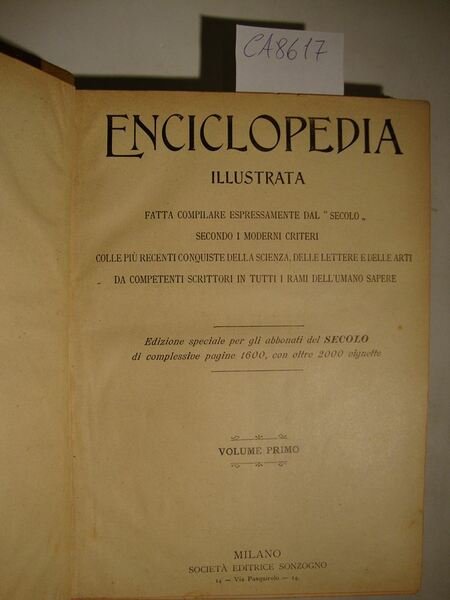 CA8617
ENCICLOPEDIA
ILLUSTRATA
FATTA COMPILARE ESPRESSAMENTE DAL " SECOLO „
SECONDO I MODERNI CRITERI
COLLE PIÙ RECENTI CONQUISTE DELLA SCIENZA, DELLE LETTERE E DELLE ARTI
DA COMPETENTI SCRITTORI IN TUTTI I RAMI DELL'UMANO SAPERE
Edizione speciale per gli abbonati del SECOLO
di complessive pagine 1600, con oltre 2000 vignette
VOLUME PRIMO
MILANO
SOCIETÀ EDITRICE SONZOGNO
14 — Via Pasquirolo — 14